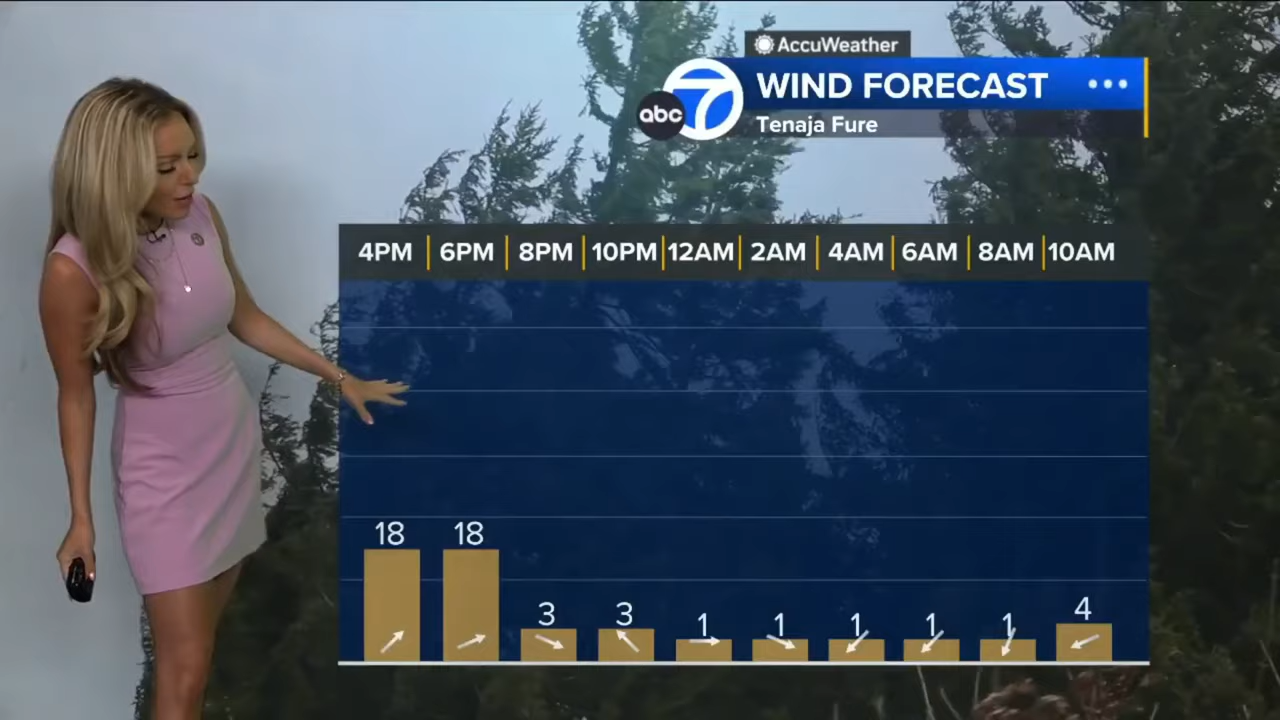 AccuWeather
abc 7
WIND FORECAST
Tenaja Fure
4PM 6PM 8PM 10PM 12AM 2AM 4AM 6AM 8AM 10AM
18 18 3 3 1 1 1 1 1 4